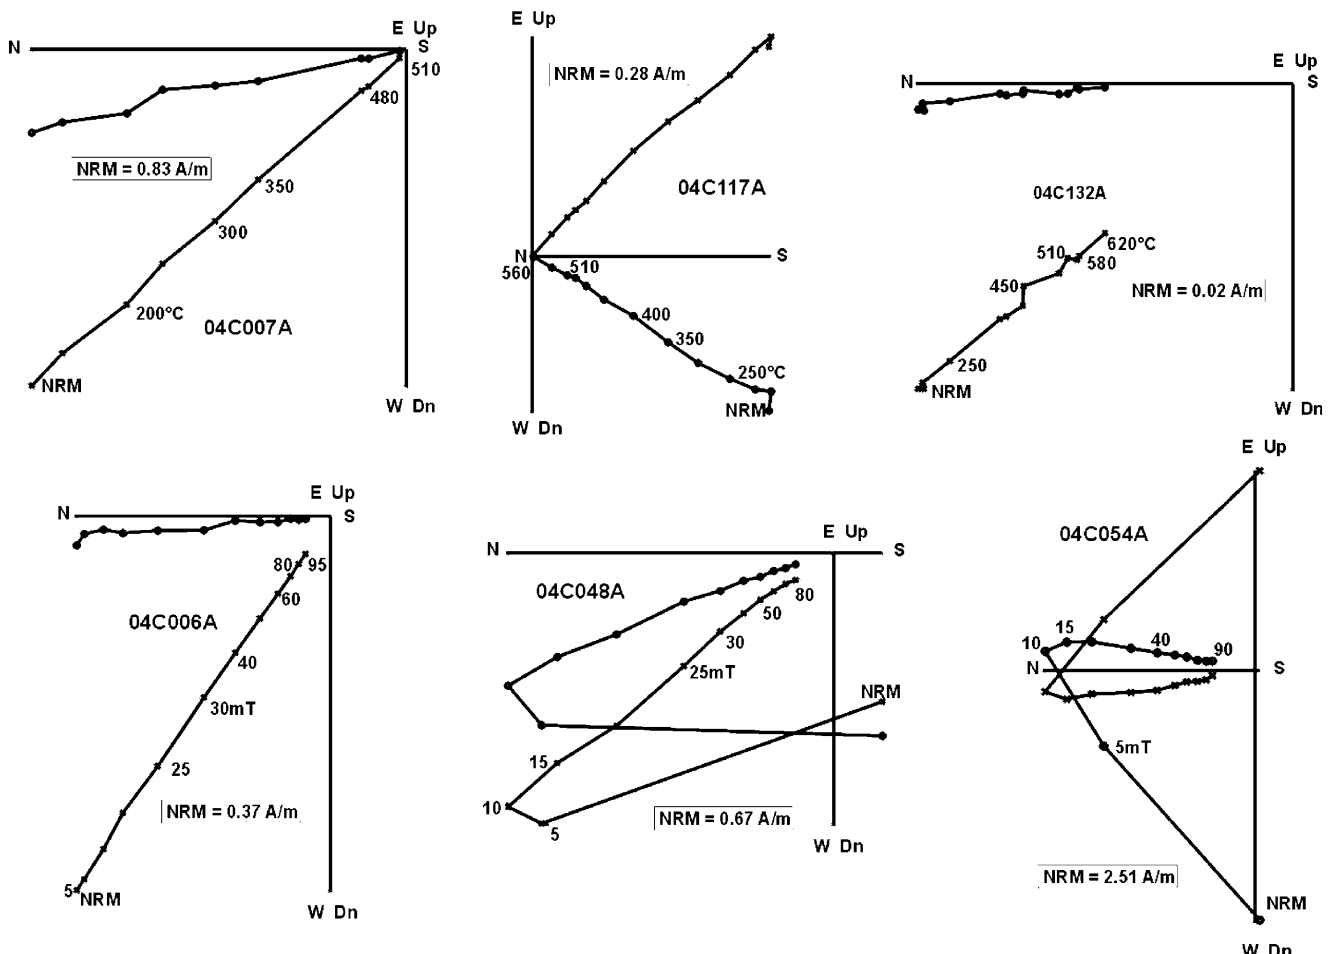 E Up
N
S
510
480
NRM = 0.83 A/m
350
300
200°C
04C007A
NRM
W Dn
E Up
NRM = 0.28 A/m
04C117A
N
S
560
510
400
350
250°C
NRM
W Dn
E Up
N
S
04C132A
620°C
510
580
450
NRM = 0.02 A/m
250
NRM
W Dn
E Up
N
S
80
95
60
04C006A
40
30mT
25
NRM = 0.37 A/m
5
NRM
W Dn
E Up
N
S
04C048A
80
50
30
25mT
NRM
15
10
5
NRM = 0.67 A/m
W Dn
E Up
04C054A
15
10
40
90
N
S
5mT
NRM = 2.51 A/m
NRM
W Dn